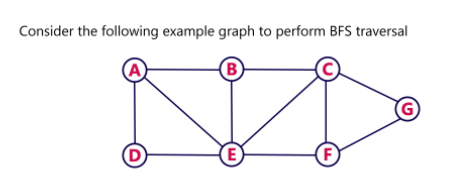 Consider the following example graph to perform BFS traversal
A B C
G
D E F